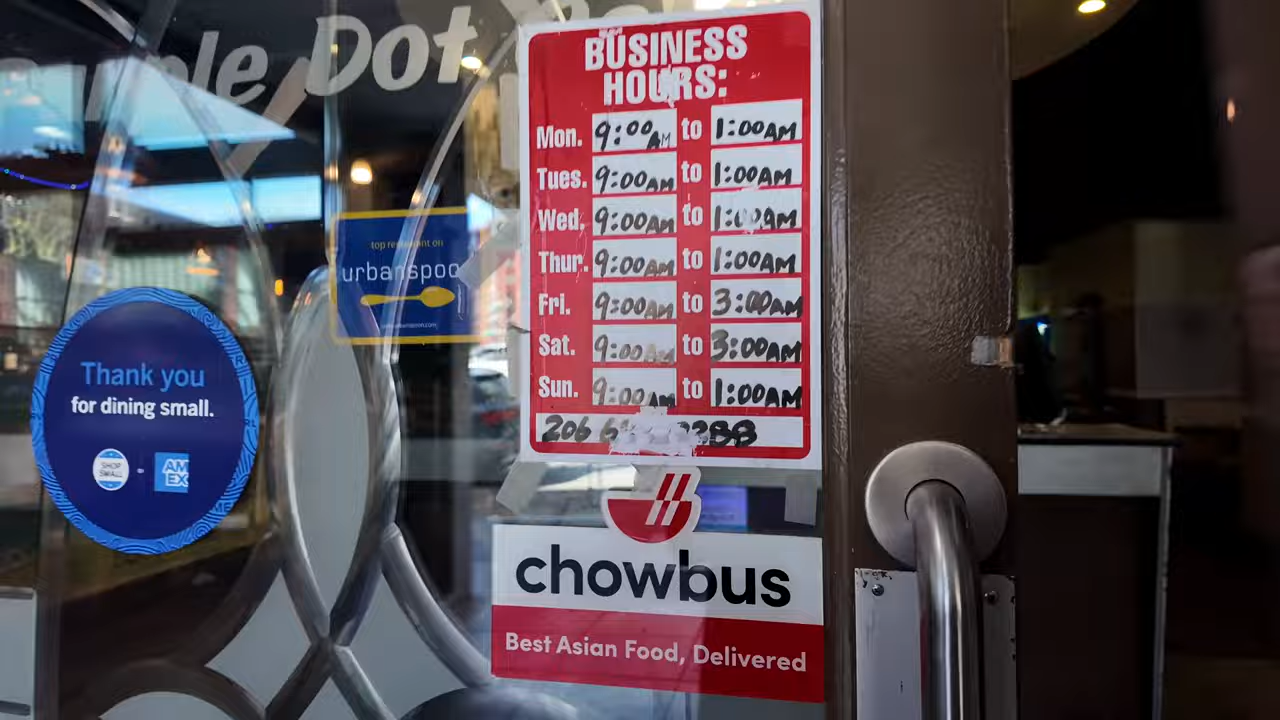 Dot
BUSINESS
HOURS:
Mon. 9:00AM to 1:00AM
Tues. 9:00AM to 1:00AM
Wed. 9:00AM to 1:00AM
Thur. 9:00AM to 1:00AM
Fri. 9:00AM to 3:00AM
Sat. 9:00AM to 3:00AM
Sun. 9:00AM to 1:00AM
206
top restaurant on
urbanspoo
Thank you
for dining small.
SHOP
SMALL
AM
EX
chowbus
Best Asian Food, Delivered